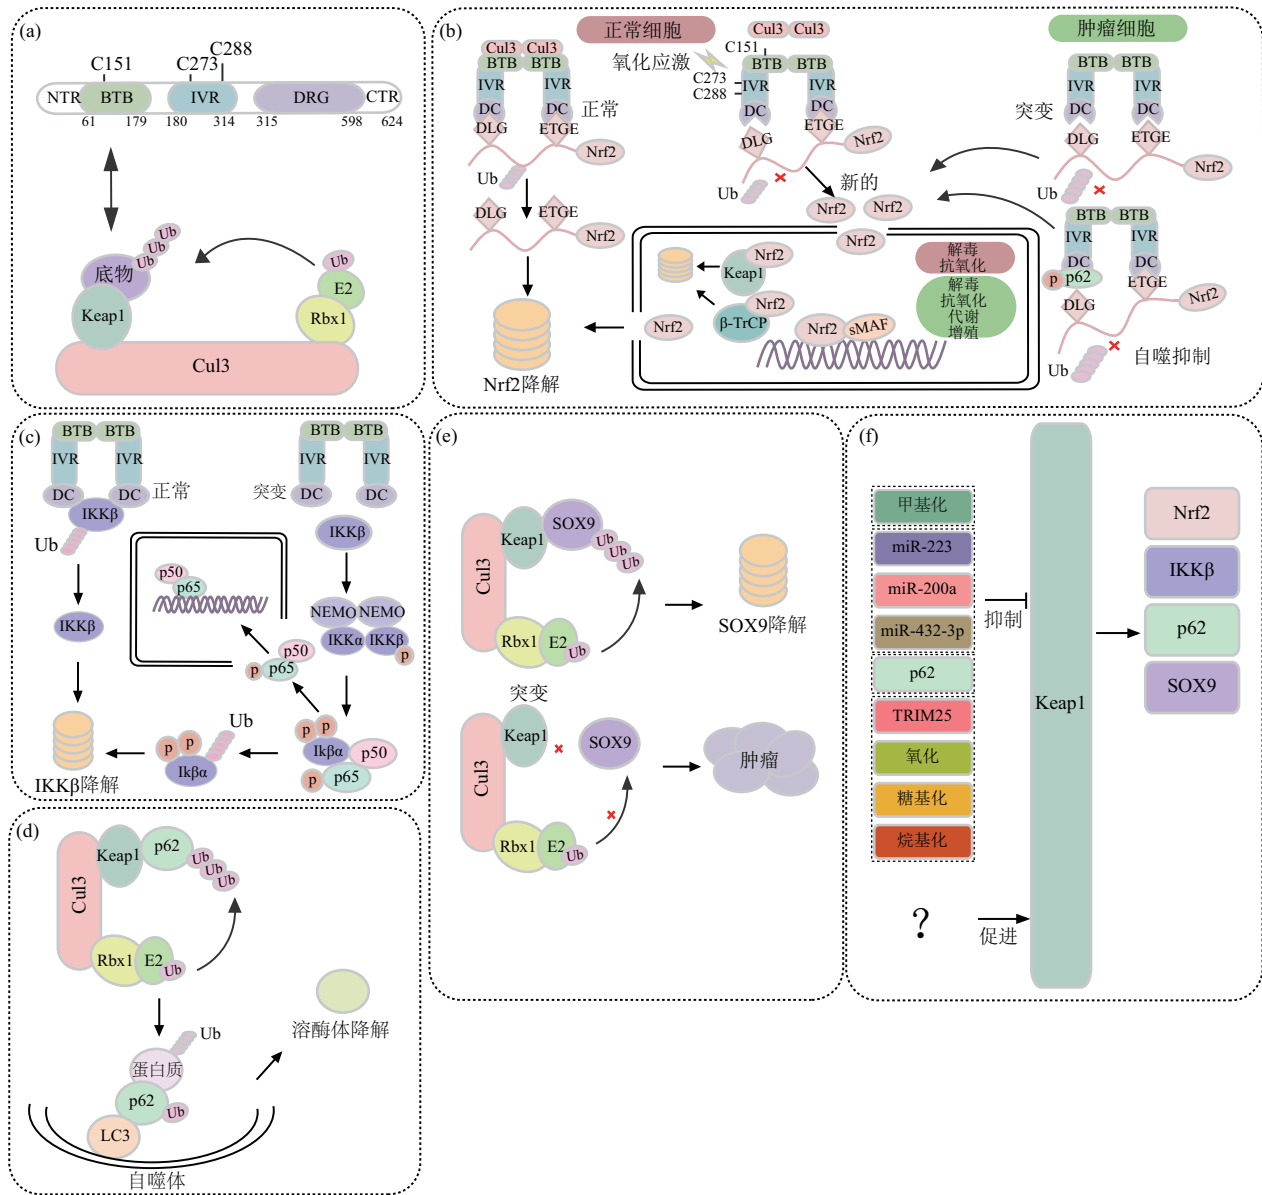 (a)
C288
C151
C273
NTR
BTB
IVR
DRG
CTR
61
179
180
314
315
598
624
Ub
Ub
Ub
底物
Keap1
Ub
E2
Rbx1
Cul3
(b)
正常细胞
肿瘤细胞
Cul3
Cul3
BTB
BTB
IVR
IVR
DC
DC
DLG
ETGE
正常
Nrf2
Ub
DLG
ETGE
Nrf2
Nrf2降解
氧化应激
Cul3
Cul3
C151
BTB
BTB
C273
C288
IVR
IVR
DC
DC
DLG
ETGE
Nrf2
Ub
新的
Nrf2
Nrf2
Nrf2
Nrf2
Keap1
Nrf2
β-TrCP
Nrf2
Nrf2
sMAF
解毒
抗氧化
解毒
抗氧化
代谢
增殖
突变
BTB
BTB
IVR
IVR
DC
DC
DLG
ETGE
Nrf2
Ub
BTB
BTB
IVR
IVR
DC
DC
p
p62
DLG
ETGE
Nrf2
Ub
自噬抑制
(c)
BTB
BTB
IVR
IVR
DC
DC
正常
IKKβ
Ub
IKKβ
IKKβ降解
突变
BTB
BTB
IVR
IVR
DC
DC
IKKβ
NEMO
NEMO
IKKα
IKKβ
p
p50
p65
p50
p65
p
p
p
Ikβα
p50
p65
p
Ub
p
p
Ikβα
(d)
Cul3
Keap1
p62
Ub
Ub
Ub
Rbx1
E2
Ub
Ub
蛋白质
p62
Ub
LC3
自噬体
溶酶体降解
(e)
Cul3
Keap1
SOX9
Ub
Ub
Ub
Rbx1
E2
Ub
SOX9降解
突变
Cul3
Keap1
SOX9
Rbx1
E2
Ub
肿瘤
(f)
甲基化
miR-223
miR-200a
miR-432-3p
p62
TRIM25
氧化
糖基化
烷基化
?
抑制
促进
Keap1
Nrf2
IKKβ
p62
SOX9